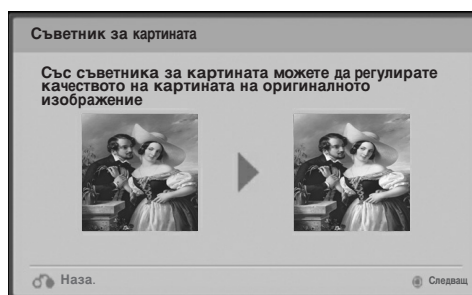 Съветник за картината
Със съветника за картината можете да регулирате
качеството на картината на оригиналното
изображение
Наза.
Следващ